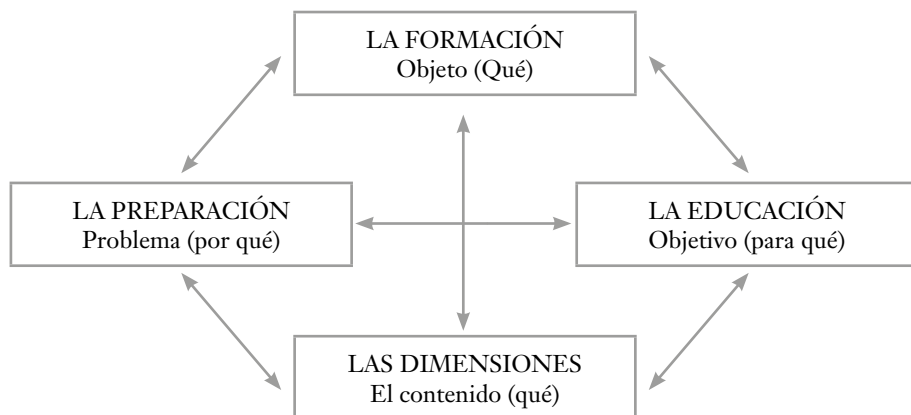 LA FORMACIÓN
Objeto (Qué)
LA PREPARACIÓN
Problema (por qué)
LA EDUCACIÓN
Objetivo (para qué)
LAS DIMENSIONES
El contenido (qué)